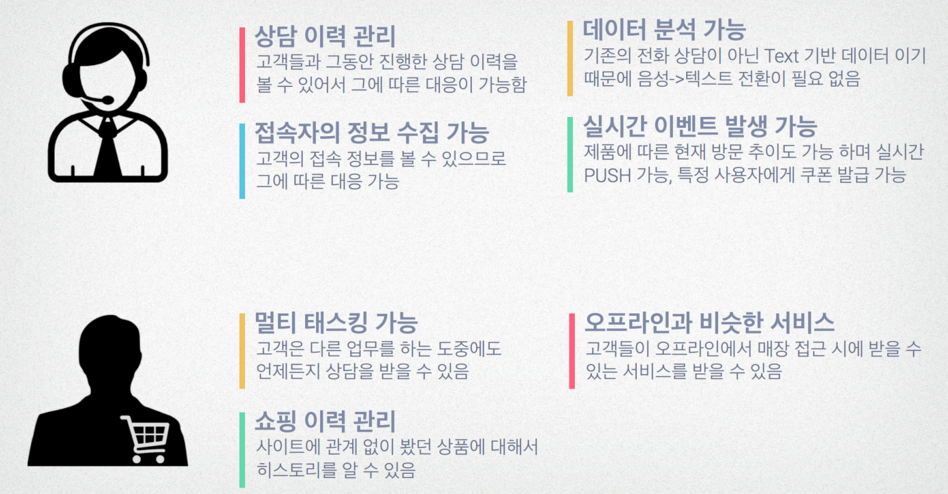 상담 이력 관리
고객들과 그동안 진행한 상담 이력을
볼 수 있어서 그에 따른 대응이 가능함
접속자의 정보 수집 가능
고객의 접속 정보를 볼 수 있으므로
그에 따른 대응 가능
데이터 분석 가능
기존의 전화 상담이 아닌 Text 기반 데이터 이기
때문에 음성->텍스트 전환이 필요 없음
실시간 이벤트 발생 가능
제품에 따른 현재 방문 추이도 가능 하며 실시간
PUSH 가능, 특정 사용자에게 쿠폰 발급 가능
멀티 태스킹 가능
고객은 다른 업무를 하는 도중에도
언제든지 상담을 받을 수 있음
쇼핑 이력 관리
사이트에 관계 없이 봤던 상품에 대해서
히스토리를 알 수 있음
오프라인과 비슷한 서비스
고객들이 오프라인에서 매장 접근 시에 받을 수
있는 서비스를 받을 수 있음